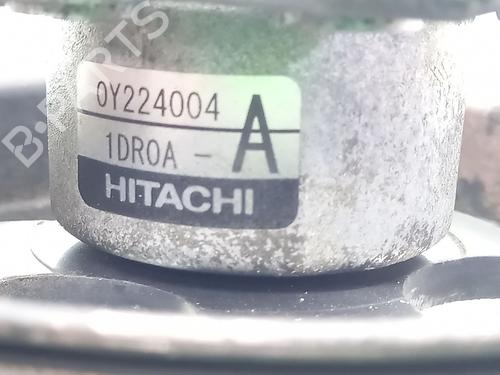 0Y224004
1DR0A - A
HITACHI
B-PARTS